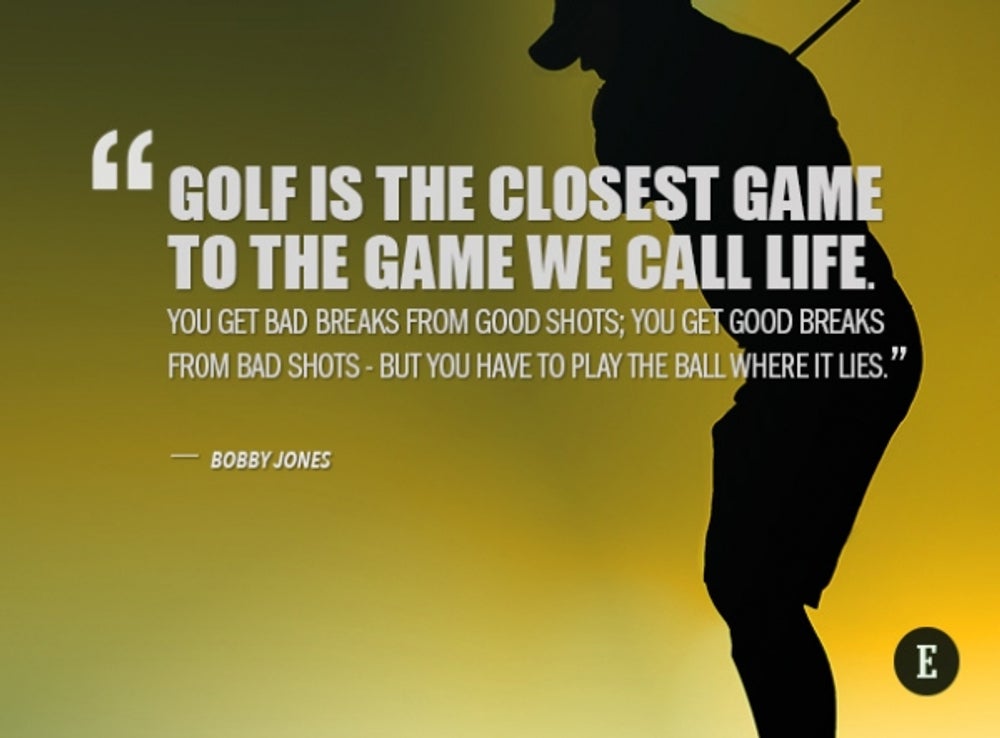 “ GOLF IS THE CLOSEST GAME
TO THE GAME WE CALL LIFE.
YOU GET BAD BREAKS FROM GOOD SHOTS; YOU GET GOOD BREAKS
FROM BAD SHOTS - BUT YOU HAVE TO PLAY THE BALL WHERE IT LIES.”
— BOBBY JONES
E